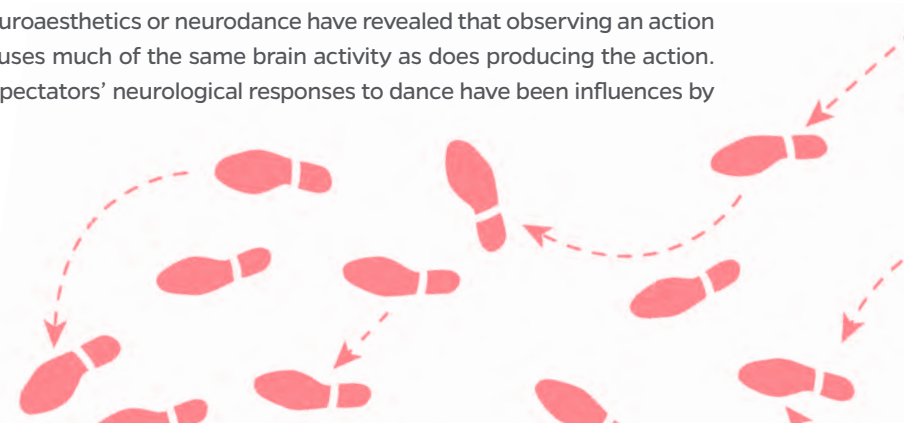 uroaesthetics or neurodance have revealed that observing an action
uses much of the same brain activity as does producing the action.
pectators’ neurological responses to dance have been influences by